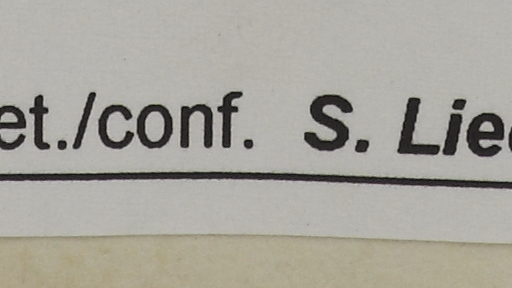 et./conf. S. Lie